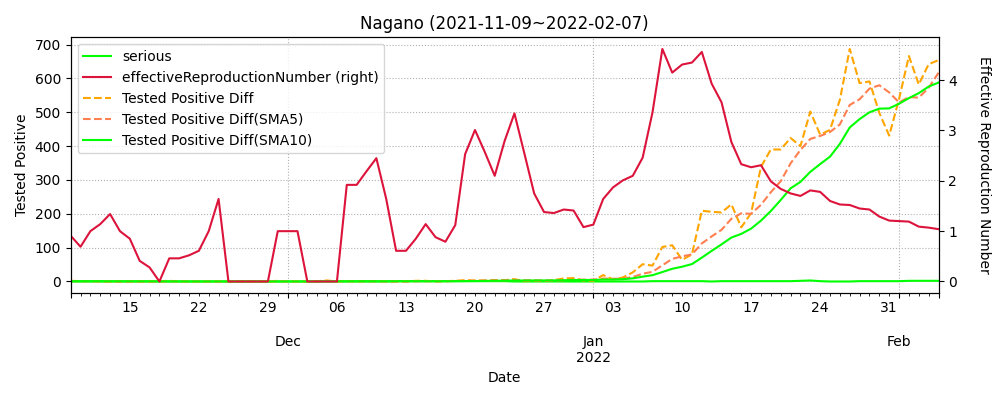 Nagano (2021-11-09~2022-02-07)
serious
effectiveReproductionNumber (right)
Tested Positive Diff
Tested Positive Diff(SMA5)
Tested Positive Diff(SMA10)
Tested Positive
700
600
500
400
300
200
100
0
4
3
2
1
0
Effective Reproduction Number
15 22 29 06 13 20 27 03 10 17 24 31
Dec Jan Feb
2022
Date